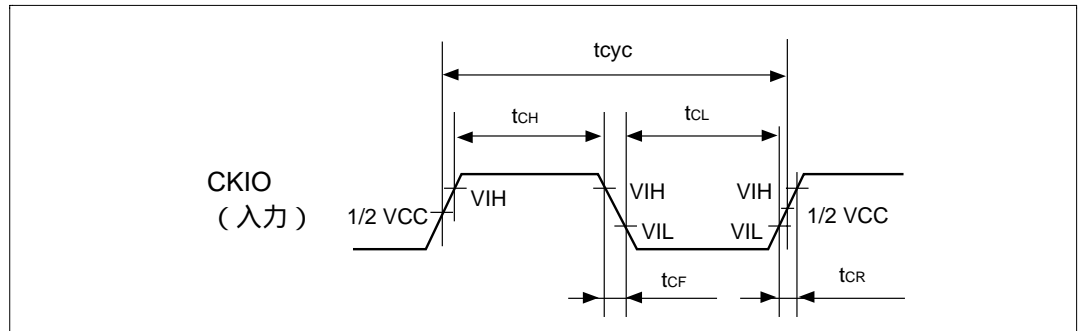 tcyc
tCH
tCL
CKIO
（入力）
1/2 VCC
VIH
VIH
VIL
VIH
VIL
1/2 VCC
tCF
tCR